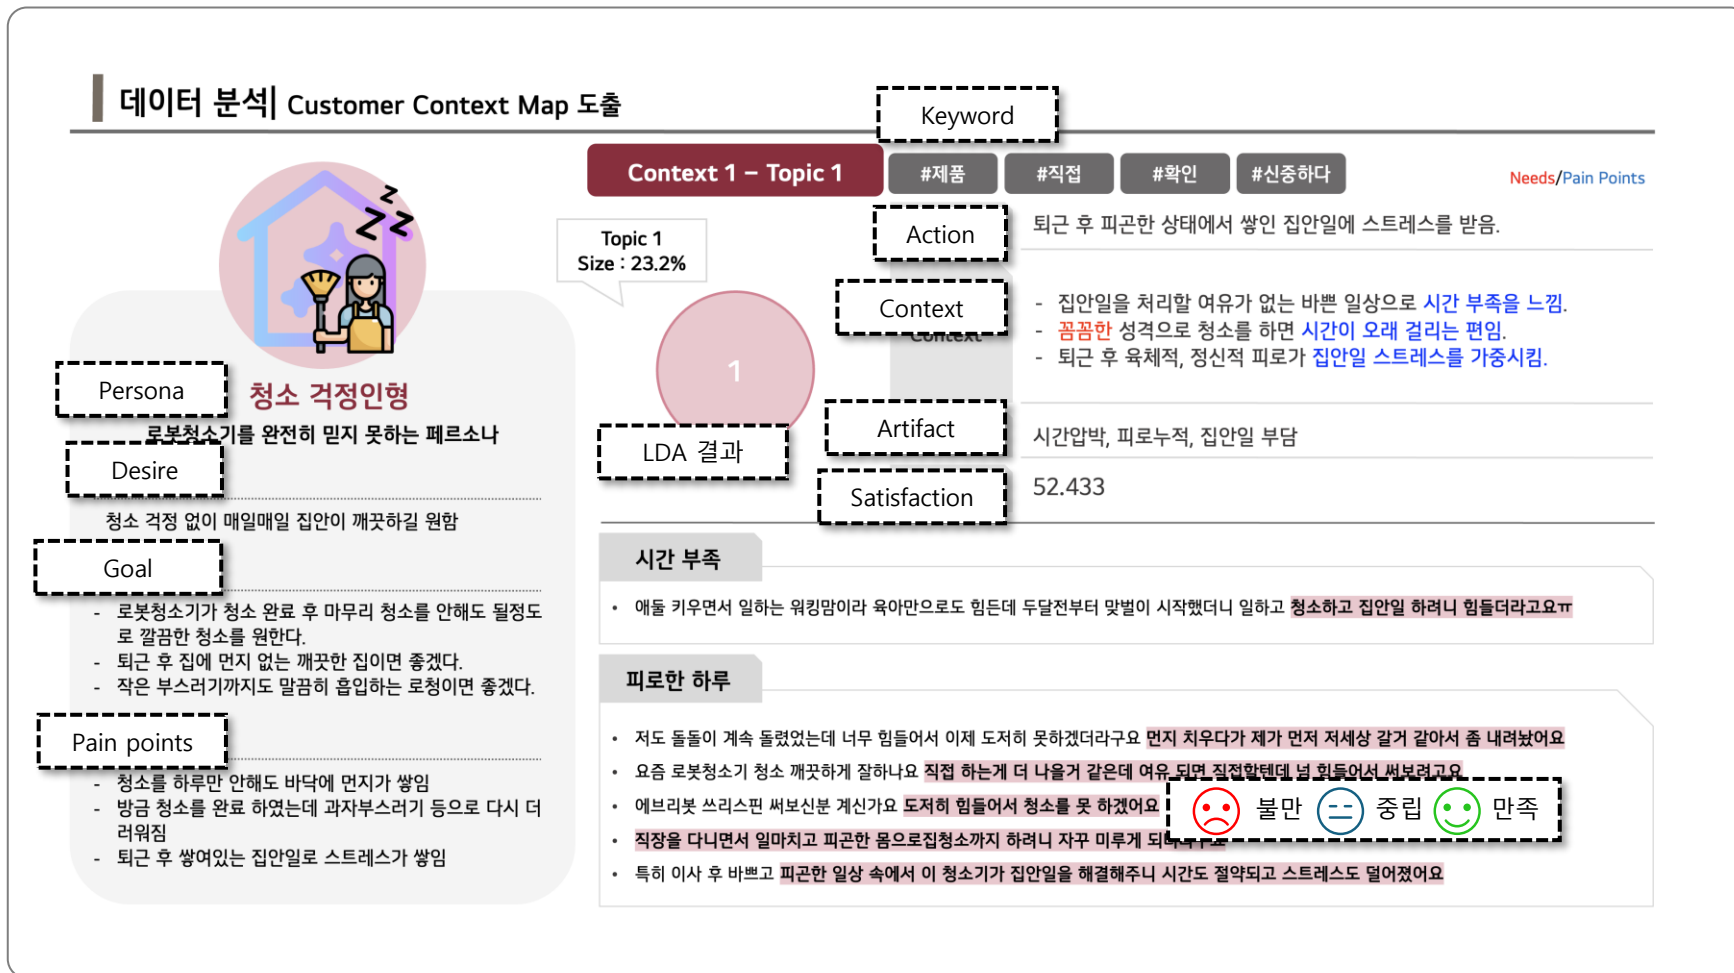 데이터 분석| Customer Context Map 도출
Keyword
Context 1 – Topic 1
#제품
#직접
#확인
#신중하다
Needs/Pain Points
Topic 1
Size : 23.2%
1
LDA 결과
Action
퇴근 후 피곤한 상태에서 쌓인 집안일에 스트레스를 받음.
Context
Context
- 집안일을 처리할 여유가 없는 바쁜 일상으로 시간 부족을 느낌.
- 꼼꼼한 성격으로 청소를 하면 시간이 오래 걸리는 편임.
- 퇴근 후 육체적, 정신적 피로가 집안일 스트레스를 가중시킴.
Artifact
시간압박, 피로누적, 집안일 부담
Satisfaction
52.433
z
z
z
Persona
청소 걱정인형
로봇청소기를 완전히 믿지 못하는 페르소나
Desire
청소 걱정 없이 매일매일 집안이 깨끗하길 원함
Goal
- 로봇청소기가 청소 완료 후 마무리 청소를 안해도 될정도
로 깔끔한 청소를 원한다.
- 퇴근 후 집에 먼지 없는 깨끗한 집이면 좋겠다.
- 작은 부스러기까지도 말끔히 흡입하는 로청이면 좋겠다.
Pain points
- 청소를 하루만 안해도 바닥에 먼지가 쌓임
- 방금 청소를 완료 하였는데 과자부스러기 등으로 다시 더
러워짐
- 퇴근 후 쌓여있는 집안일로 스트레스가 쌓임
시간 부족
• 애둘 키우면서 일하는 워킹맘이라 육아만으로도 힘든데 두달전부터 맞벌이 시작했더니 일하고 청소하고 집안일 하려니 힘들더라고요ㅠ
피로한 하루
• 저도 돌돌이 계속 돌렸었는데 너무 힘들어서 이제 도저히 못하겠더라구요 먼지 치우다가 제가 먼저 저세상 갈거 같아서 좀 내려놨어요
• 요즘 로봇청소기 청소 깨끗하게 잘하나요 직접 하는게 더 나을거 같은데 여유 되면 직접할텐데 넘 힘들어서 써보려고요
• 에브리봇 쓰리스핀 써보신분 계신가요 도저히 힘들어서 청소를 못 하겠어요
• 직장을 다니면서 일마치고 피곤한 몸으로집청소까지 하려니 자꾸 미루게
• 특히 이사 후 바쁘고 피곤한 일상 속에서 이 청소기가 집안일을 해결해주니 시간도 절약되고 스트레스도 덜어졌어요
불만 중립 만족